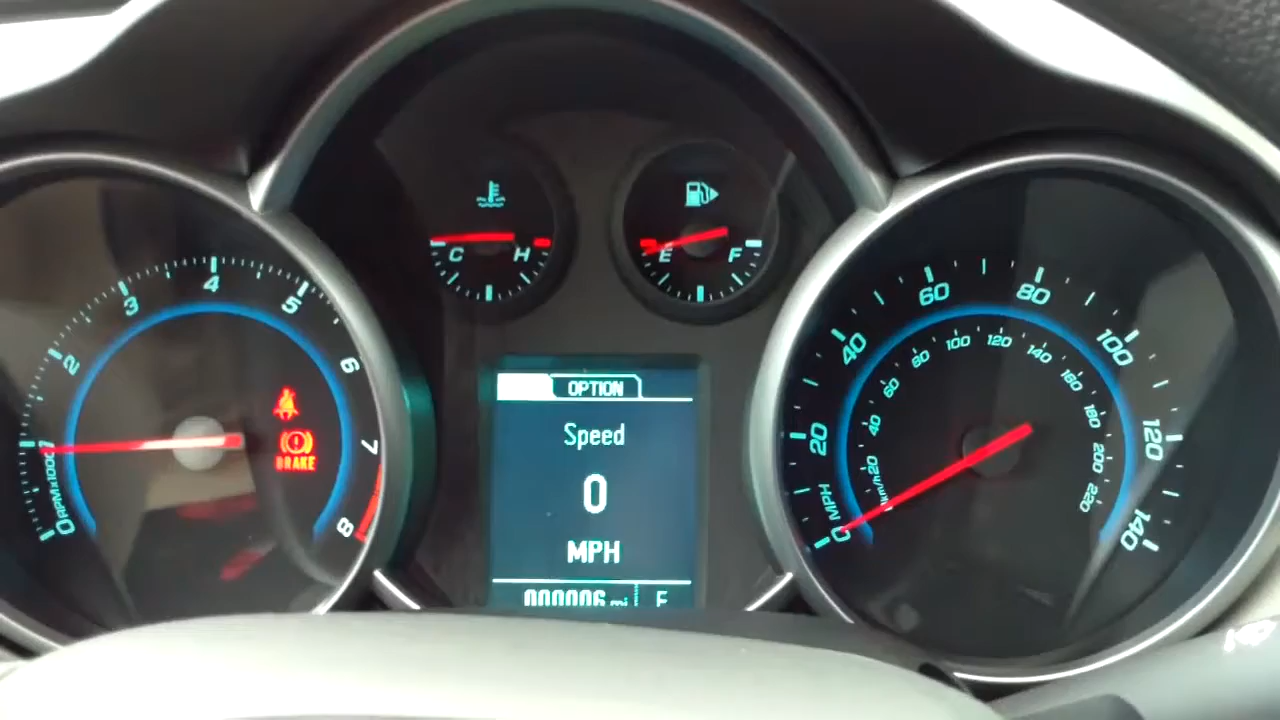 C H
E F
0 1 2 3 4 5 6 7 8
RPMx1000
BRAKE
OPTION
Speed
0
MPH
000006 mi E
0 20 40 60 80 100 120 140
MPH
20 40 60 80 100 120 140 160 180 200 220
km/h